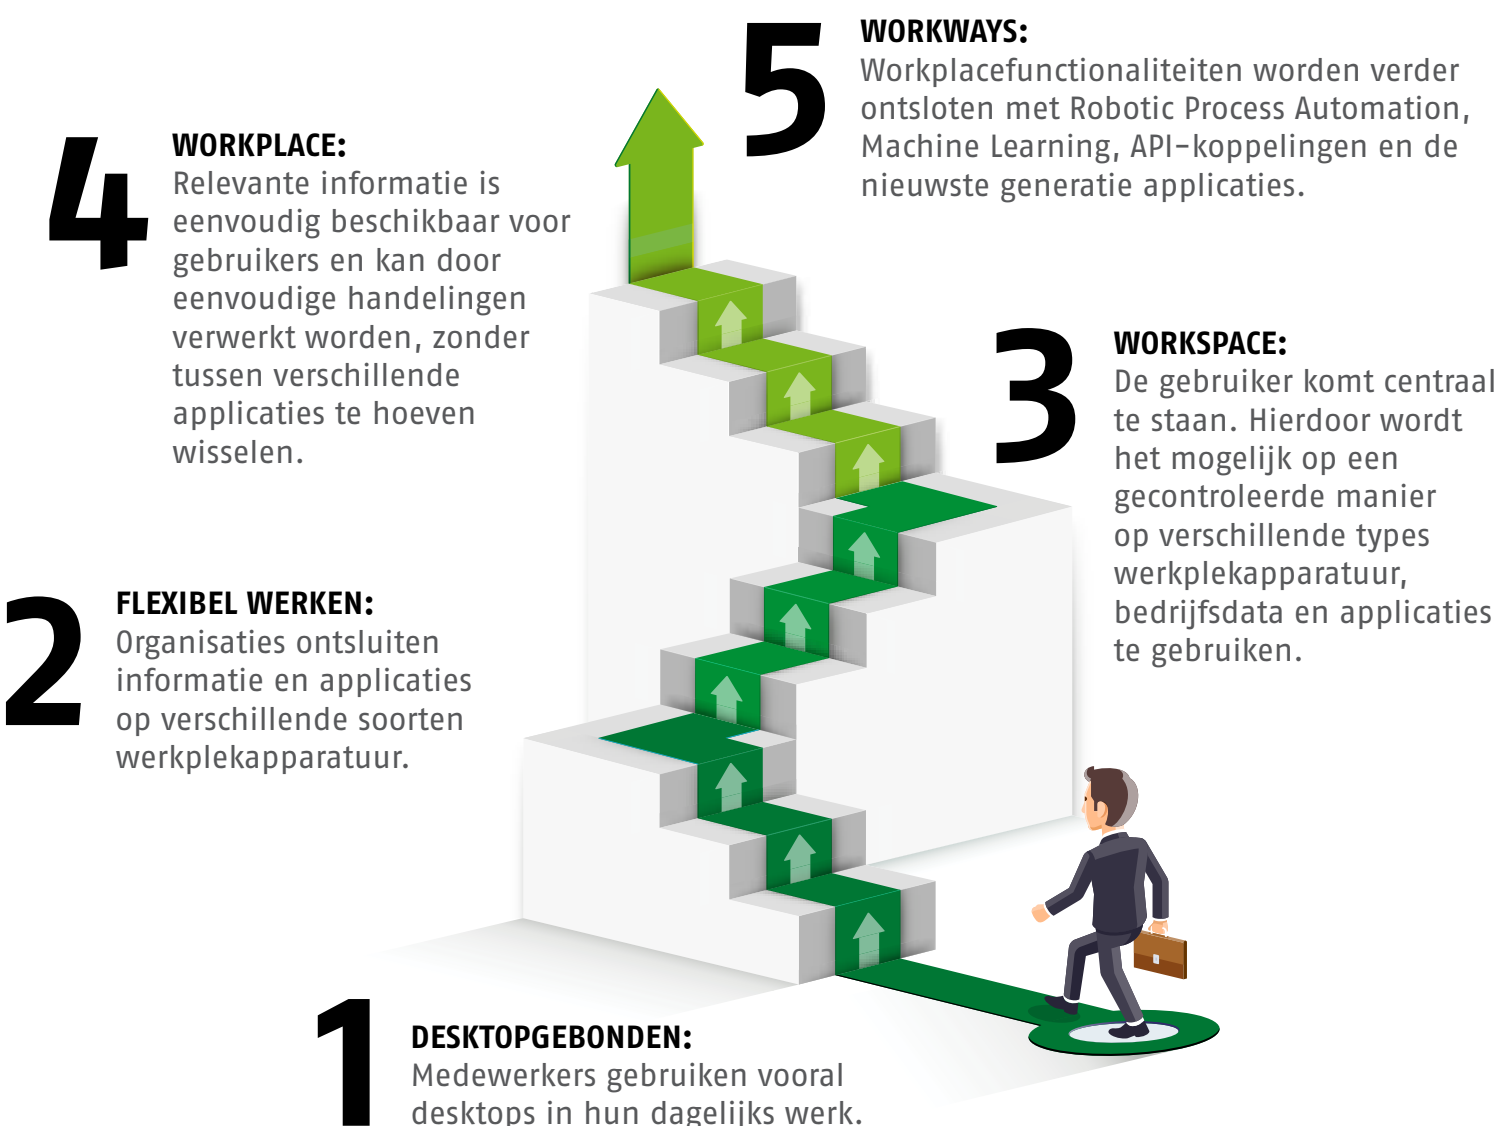 5
WORKWAYS:
Workplacefunctionaliteiten worden verder
ontsloten met Robotic Process Automation,
Machine Learning, API-koppelingen en de
nieuwste generatie applicaties.
4
WORKPLACE:
Relevante informatie is
eenvoudig beschikbaar voor
gebruikers en kan door
eenvoudige handelingen
verwerkt worden, zonder
tussen verschillende
applicaties te hoeven
wisselen.
3
WORKSPACE:
De gebruiker komt centraal
te staan. Hierdoor wordt
het mogelijk op een
gecontroleerde manier
op verschillende types
werkplekapparatuur,
bedrijfsdata en applicaties
te gebruiken.
2
FLEXIBEL WERKEN:
Organisaties ontsluiten
informatie en applicaties
op verschillende soorten
werkplekapparatuur.
1
DESKTOPGEBONDEN:
Medewerkers gebruiken vooral
desktops in hun dagelijks werk.